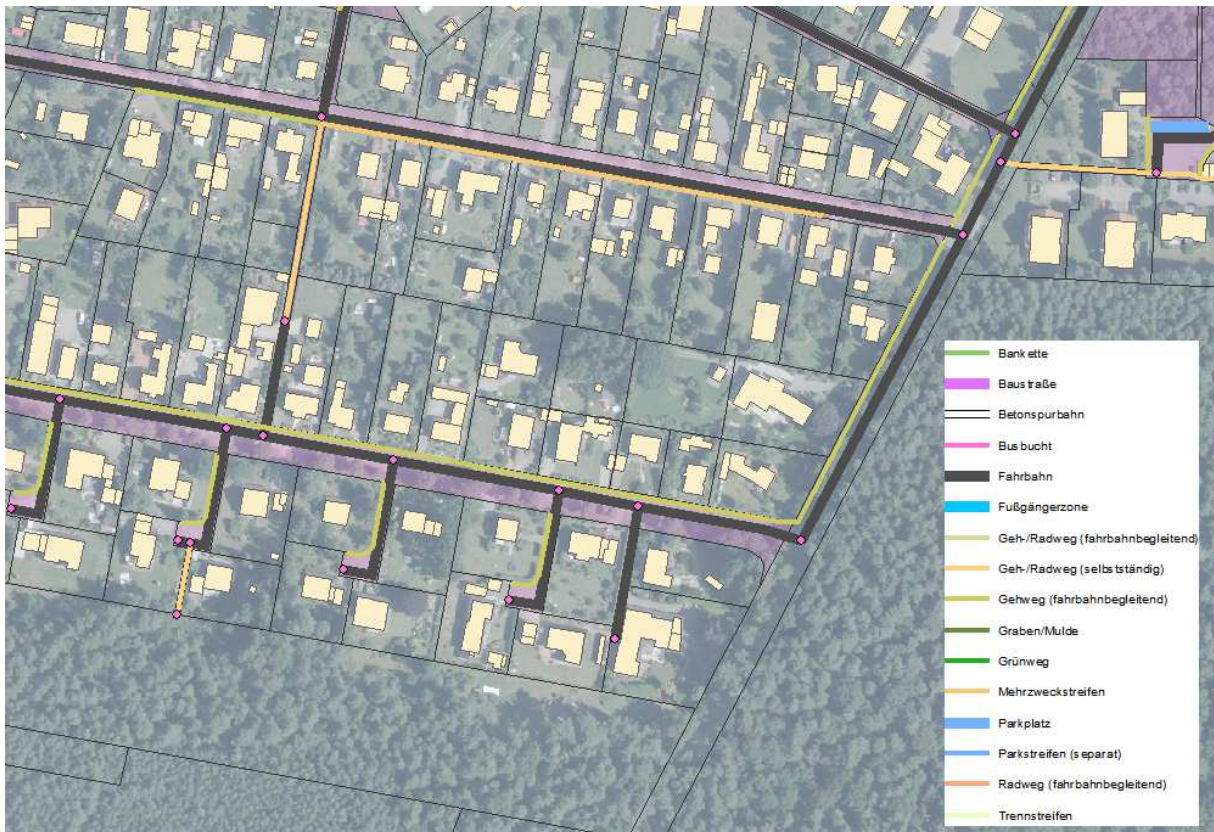 Bankette
Baustraße
Betonspurbahn
Busbucht
Fahrbahn
Fußgängerzone
Geh-/Radweg (fahrbahnbegleitend)
Geh-/Radweg (selbstständig)
Gehweg (fahrbahnbegleitend)
Graben/Mulde
Grünweg
Mehrzweckstreifen
Parkplatz
Parkstreifen (separat)
Radweg (fahrbahnbegleitend)
Trennstreifen